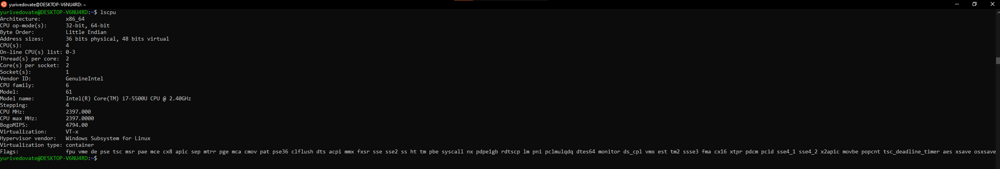 yurivedovate@DESKTOP-V6NU4RD: ~
yurivedovate@DESKTOP-V6NU4RD:~$ lscpu
Architecture: x86_64
CPU op-mode(s): 32-bit, 64-bit
Byte Order: Little Endian
Address sizes: 36 bits physical, 48 bits virtual
CPU(s): 4
On-line CPU(s) list: 0-3
Thread(s) per core: 2
Core(s) per socket: 2
Socket(s): 1
Vendor ID: GenuineIntel
CPU family: 6
Model: 61
Model name: Intel(R) Core(TM) i7-5500U CPU @ 2.40GHz
Stepping: 4
CPU MHz: 2397.000
CPU max MHz: 2397.0000
BogoMIPS: 4794.00
Virtualization: VT-x
Hypervisor vendor: Windows Subsystem for Linux
Virtualization type: container
Flags: fpu vme de pse tsc msr pae mce cx8 apic sep mtrr pge mca cmov pat pse36 clflush dts acpi mmx fxsr sse sse2 ss ht tm pbe syscall nx pdpe1gb rdtscp lm pni pclmulqdq dtes64 monitor ds_cpl vmx est tm2 ssse3 fma cx16 xtpr pdcm pcid sse4_1 sse4_2 x2apic movbe popcnt tsc_deadline_timer aes xsave osxsave
yurivedovate@DESKTOP-V6NU4RD:~$